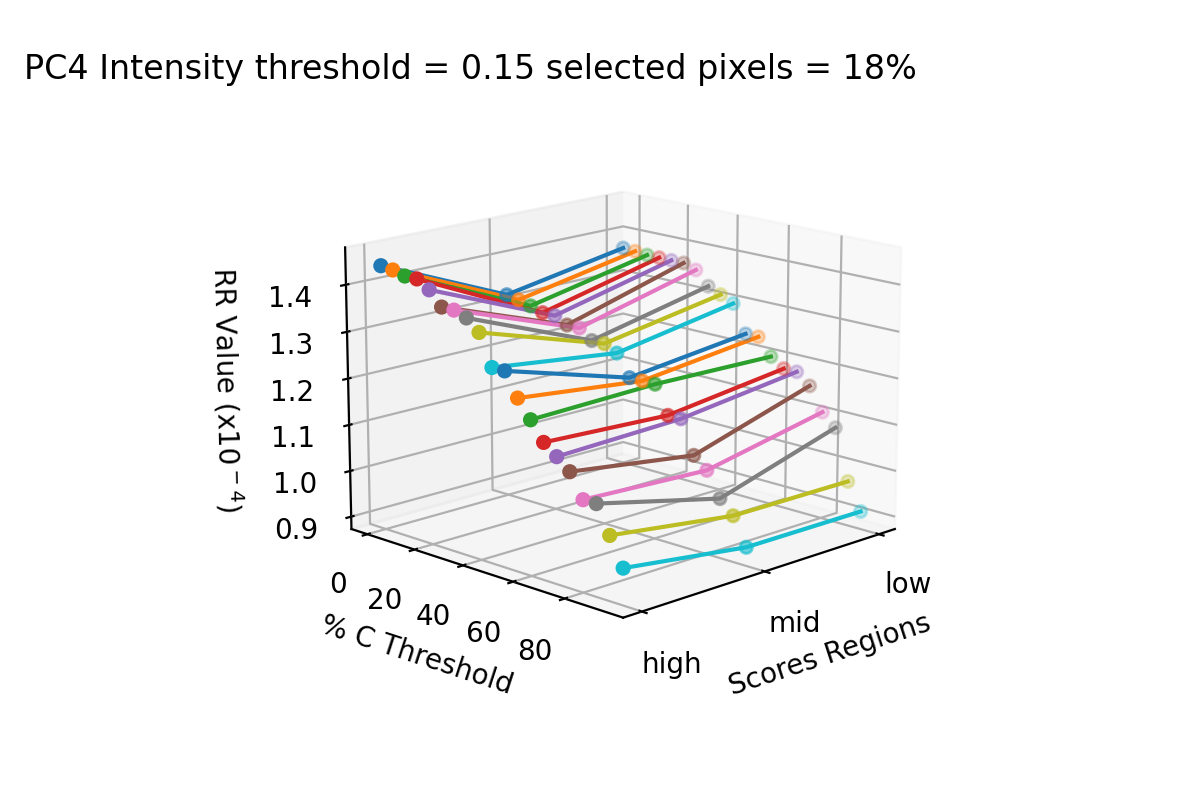 PC4 Intensity threshold = 0.15 selected pixels = 18%
RR Value (x10⁻⁴)
1.4
1.3
1.2
1.1
1.0
0.9
0
20
40
60
80
% C Threshold
high
mid
low
Scores Regions